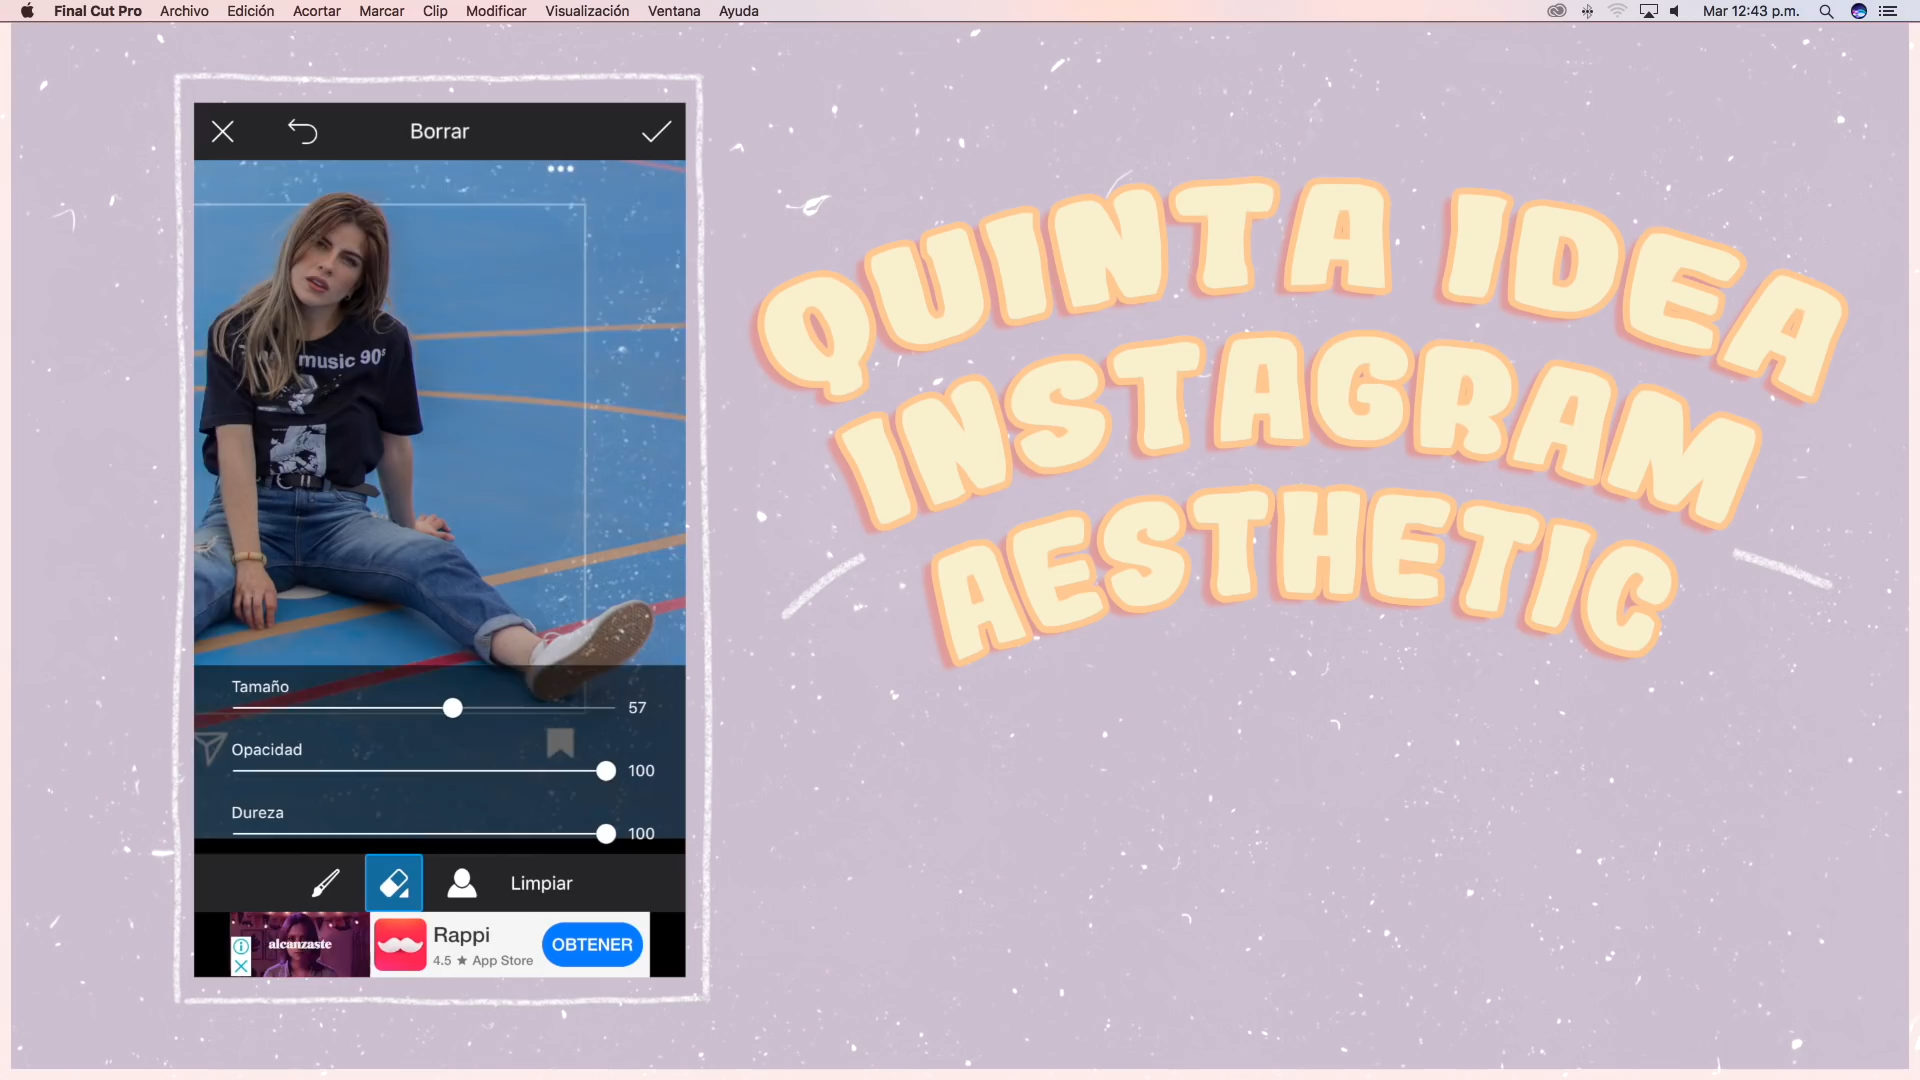 Final Cut Pro Archivo Edición Acortar Marcar Clip Modificar Visualización Ventana Ayuda Mar 12:43 p.m.
Borrar
music 90s
Tamaño
57
Opacidad
100
Dureza
100
Limpiar
alcanzaste
Rappi
4.5 ★ App Store
OBTENER
QUINTA IDEA
INSTAGRAM
AESTHETIC